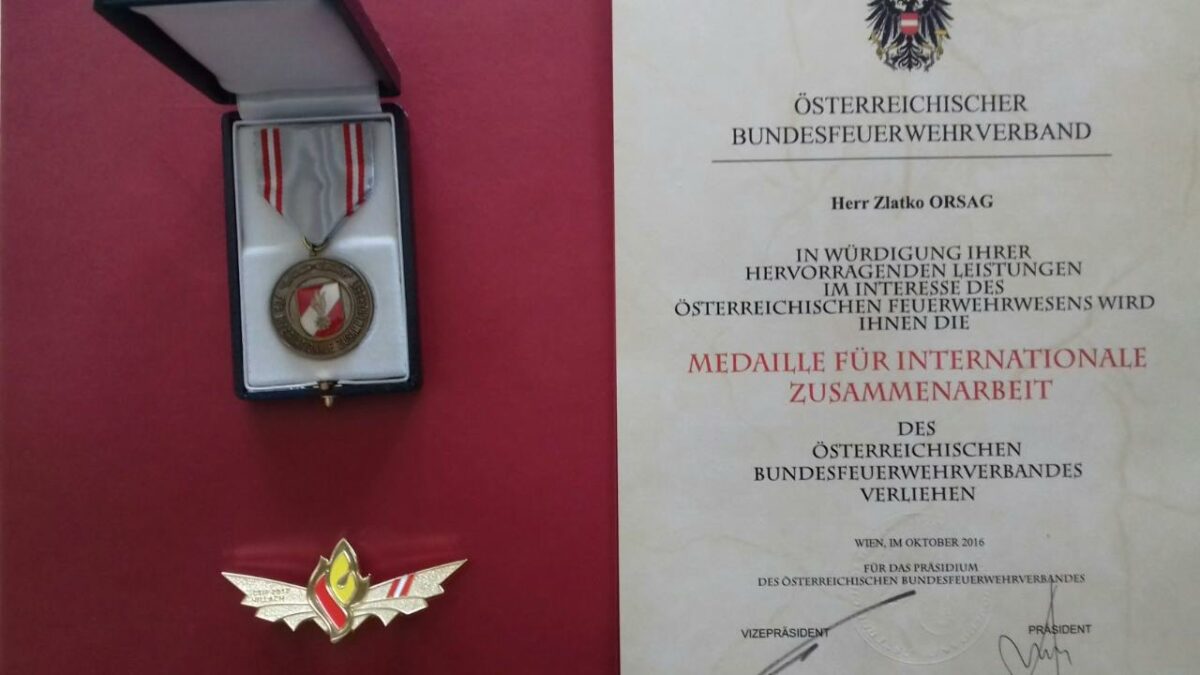 ÖSTERREICHISCHER
BUNDESFEUERWEHRVERBAND
Herr Zlatko ORSAG
IN WÜRDIGUNG IHRER
HERVORRAGENDEN LEISTUNGEN
IM INTERESSE DES
ÖSTERREICHISCHEN FEUERWEHRWESENS WIRD
IHNEN DIE
MEDAILLE FÜR INTERNATIONALE
ZUSAMMENARBEIT
DES
ÖSTERREICHISCHEN
BUNDESFEUERWEHRVERBANDES
VERLIEHEN
WIEN, IM OKTOBER 2016
FÜR DAS PRÄSIDIUM
DES ÖSTERREICHISCHEN BUNDESFEUERWEHRVERBANDES
VIZEPRÄSIDENT
PRÄSIDENT
VILLACH